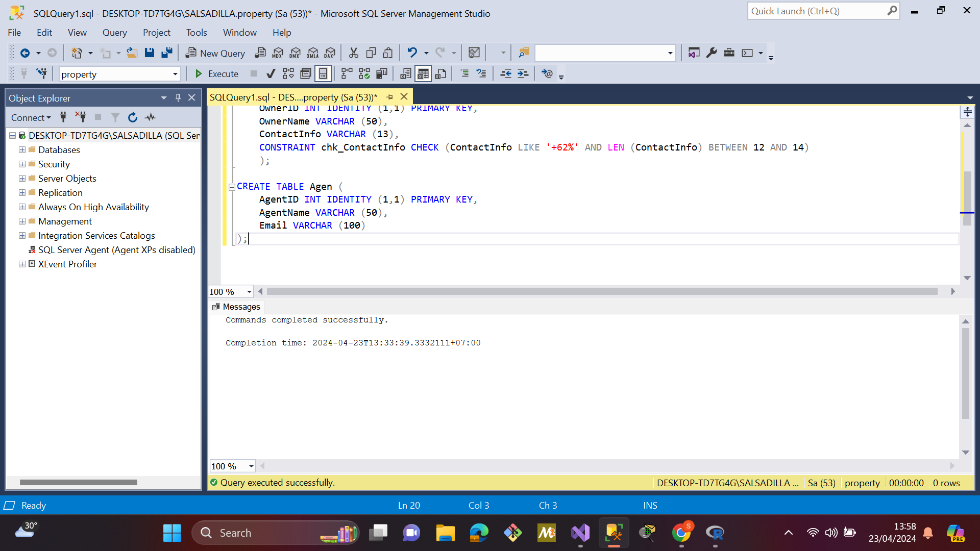 SQLQuery1.sql - DESKTOP-TD7TG4G\SALSADILLA.property (Sa (53))* - Microsoft SQL Server Management Studio
Quick Launch (Ctrl+Q)
File Edit View Query Project Tools Window Help
New Query
MDX DMX XMLA DAX
property
Execute
Object Explorer
SQLQuery1.sql - DES....property (Sa (53))*
Connect
DESKTOP-TD7TG4G\SALSADILLA (SQL Ser
Databases
Security
Server Objects
Replication
Always On High Availability
Management
Integration Services Catalogs
SQL Server Agent (Agent XPs disabled)
XEvent Profiler
OwnerID INT IDENTITY (1,1) PRIMARY KEY,
OwnerName VARCHAR (50),
ContactInfo VARCHAR (13),
CONSTRAINT chk_ContactInfo CHECK (ContactInfo LIKE '+62%' AND LEN (ContactInfo) BETWEEN 12 AND 14)
);
CREATE TABLE Agen (
AgentID INT IDENTITY (1,1) PRIMARY KEY,
AgentName VARCHAR (50),
Email VARCHAR (100)
);
100 %
Messages
Commands completed successfully.
Completion time: 2024-04-23T13:33:39.3332111+07:00
100 %
Query executed successfully.
DESKTOP-TD7TG4G\SALSADILLA ... Sa (53) property 00:00:00 0 rows
Ready
Ln 20 Col 3 Ch 3 INS
30°
Search
13:58
23/04/2024
PRE